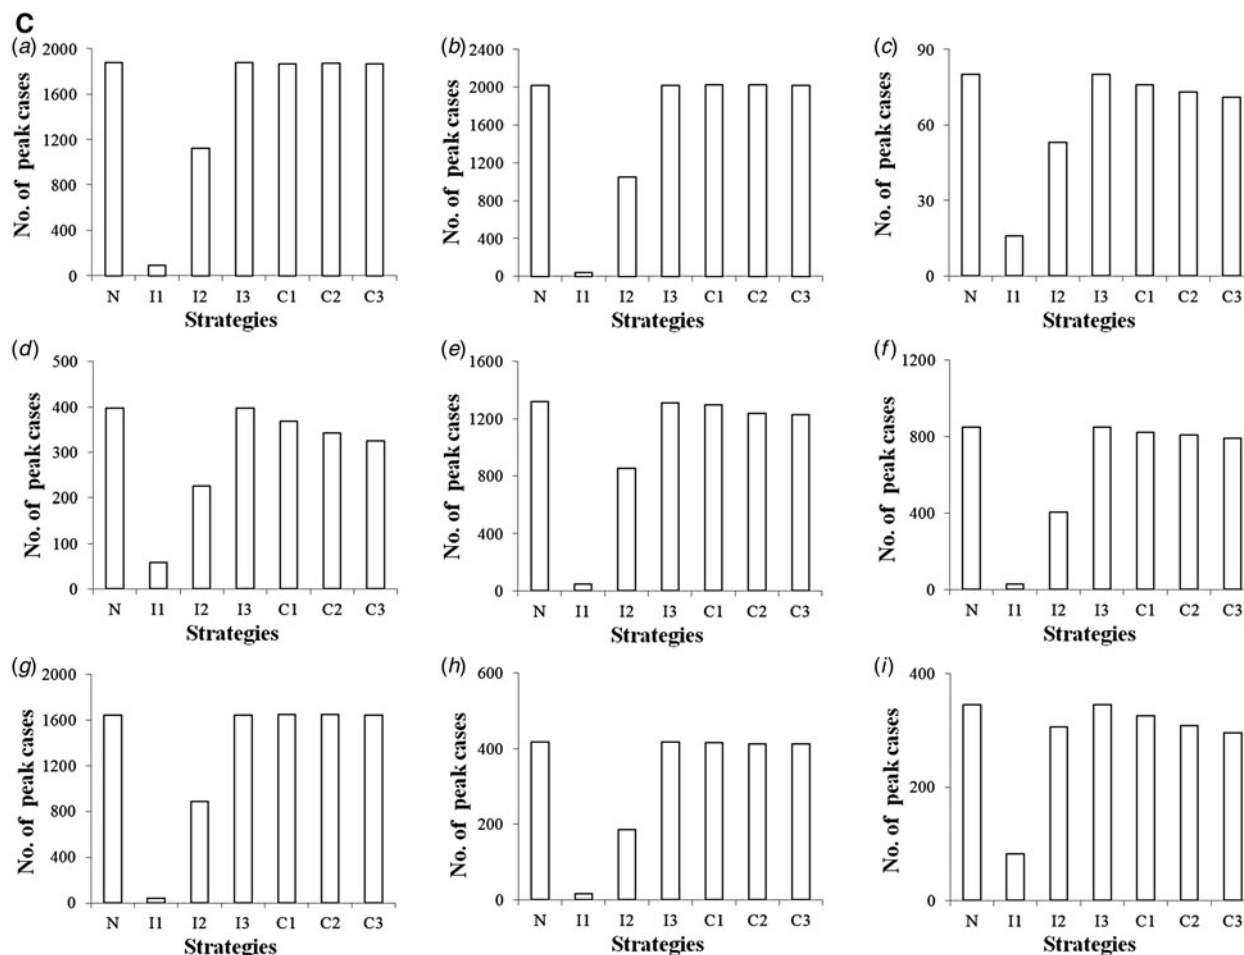 C
(a) (b) (c)
No. of peak cases
2000
1600
1200
800
400
0
N I1 I2 I3 C1 C2 C3
Strategies
No. of peak cases
2400
2000
1600
1200
800
400
0
N I1 I2 I3 C1 C2 C3
Strategies
No. of peak cases
90
60
30
0
N I1 I2 I3 C1 C2 C3
Strategies
(d) (e) (f)
No. of peak cases
500
400
300
200
100
0
N I1 I2 I3 C1 C2 C3
Strategies
No. of peak cases
1600
1200
800
400
0
N I1 I2 I3 C1 C2 C3
Strategies
No. of peak cases
1200
800
400
0
N I1 I2 I3 C1 C2 C3
Strategies
(g) (h) (i)
No. of peak cases
2000
1600
1200
800
400
0
N I1 I2 I3 C1 C2 C3
Strategies
No. of peak cases
600
400
200
0
N I1 I2 I3 C1 C2 C3
Strategies
No. of peak cases
400
200
0
N I1 I2 I3 C1 C2 C3
Strategies